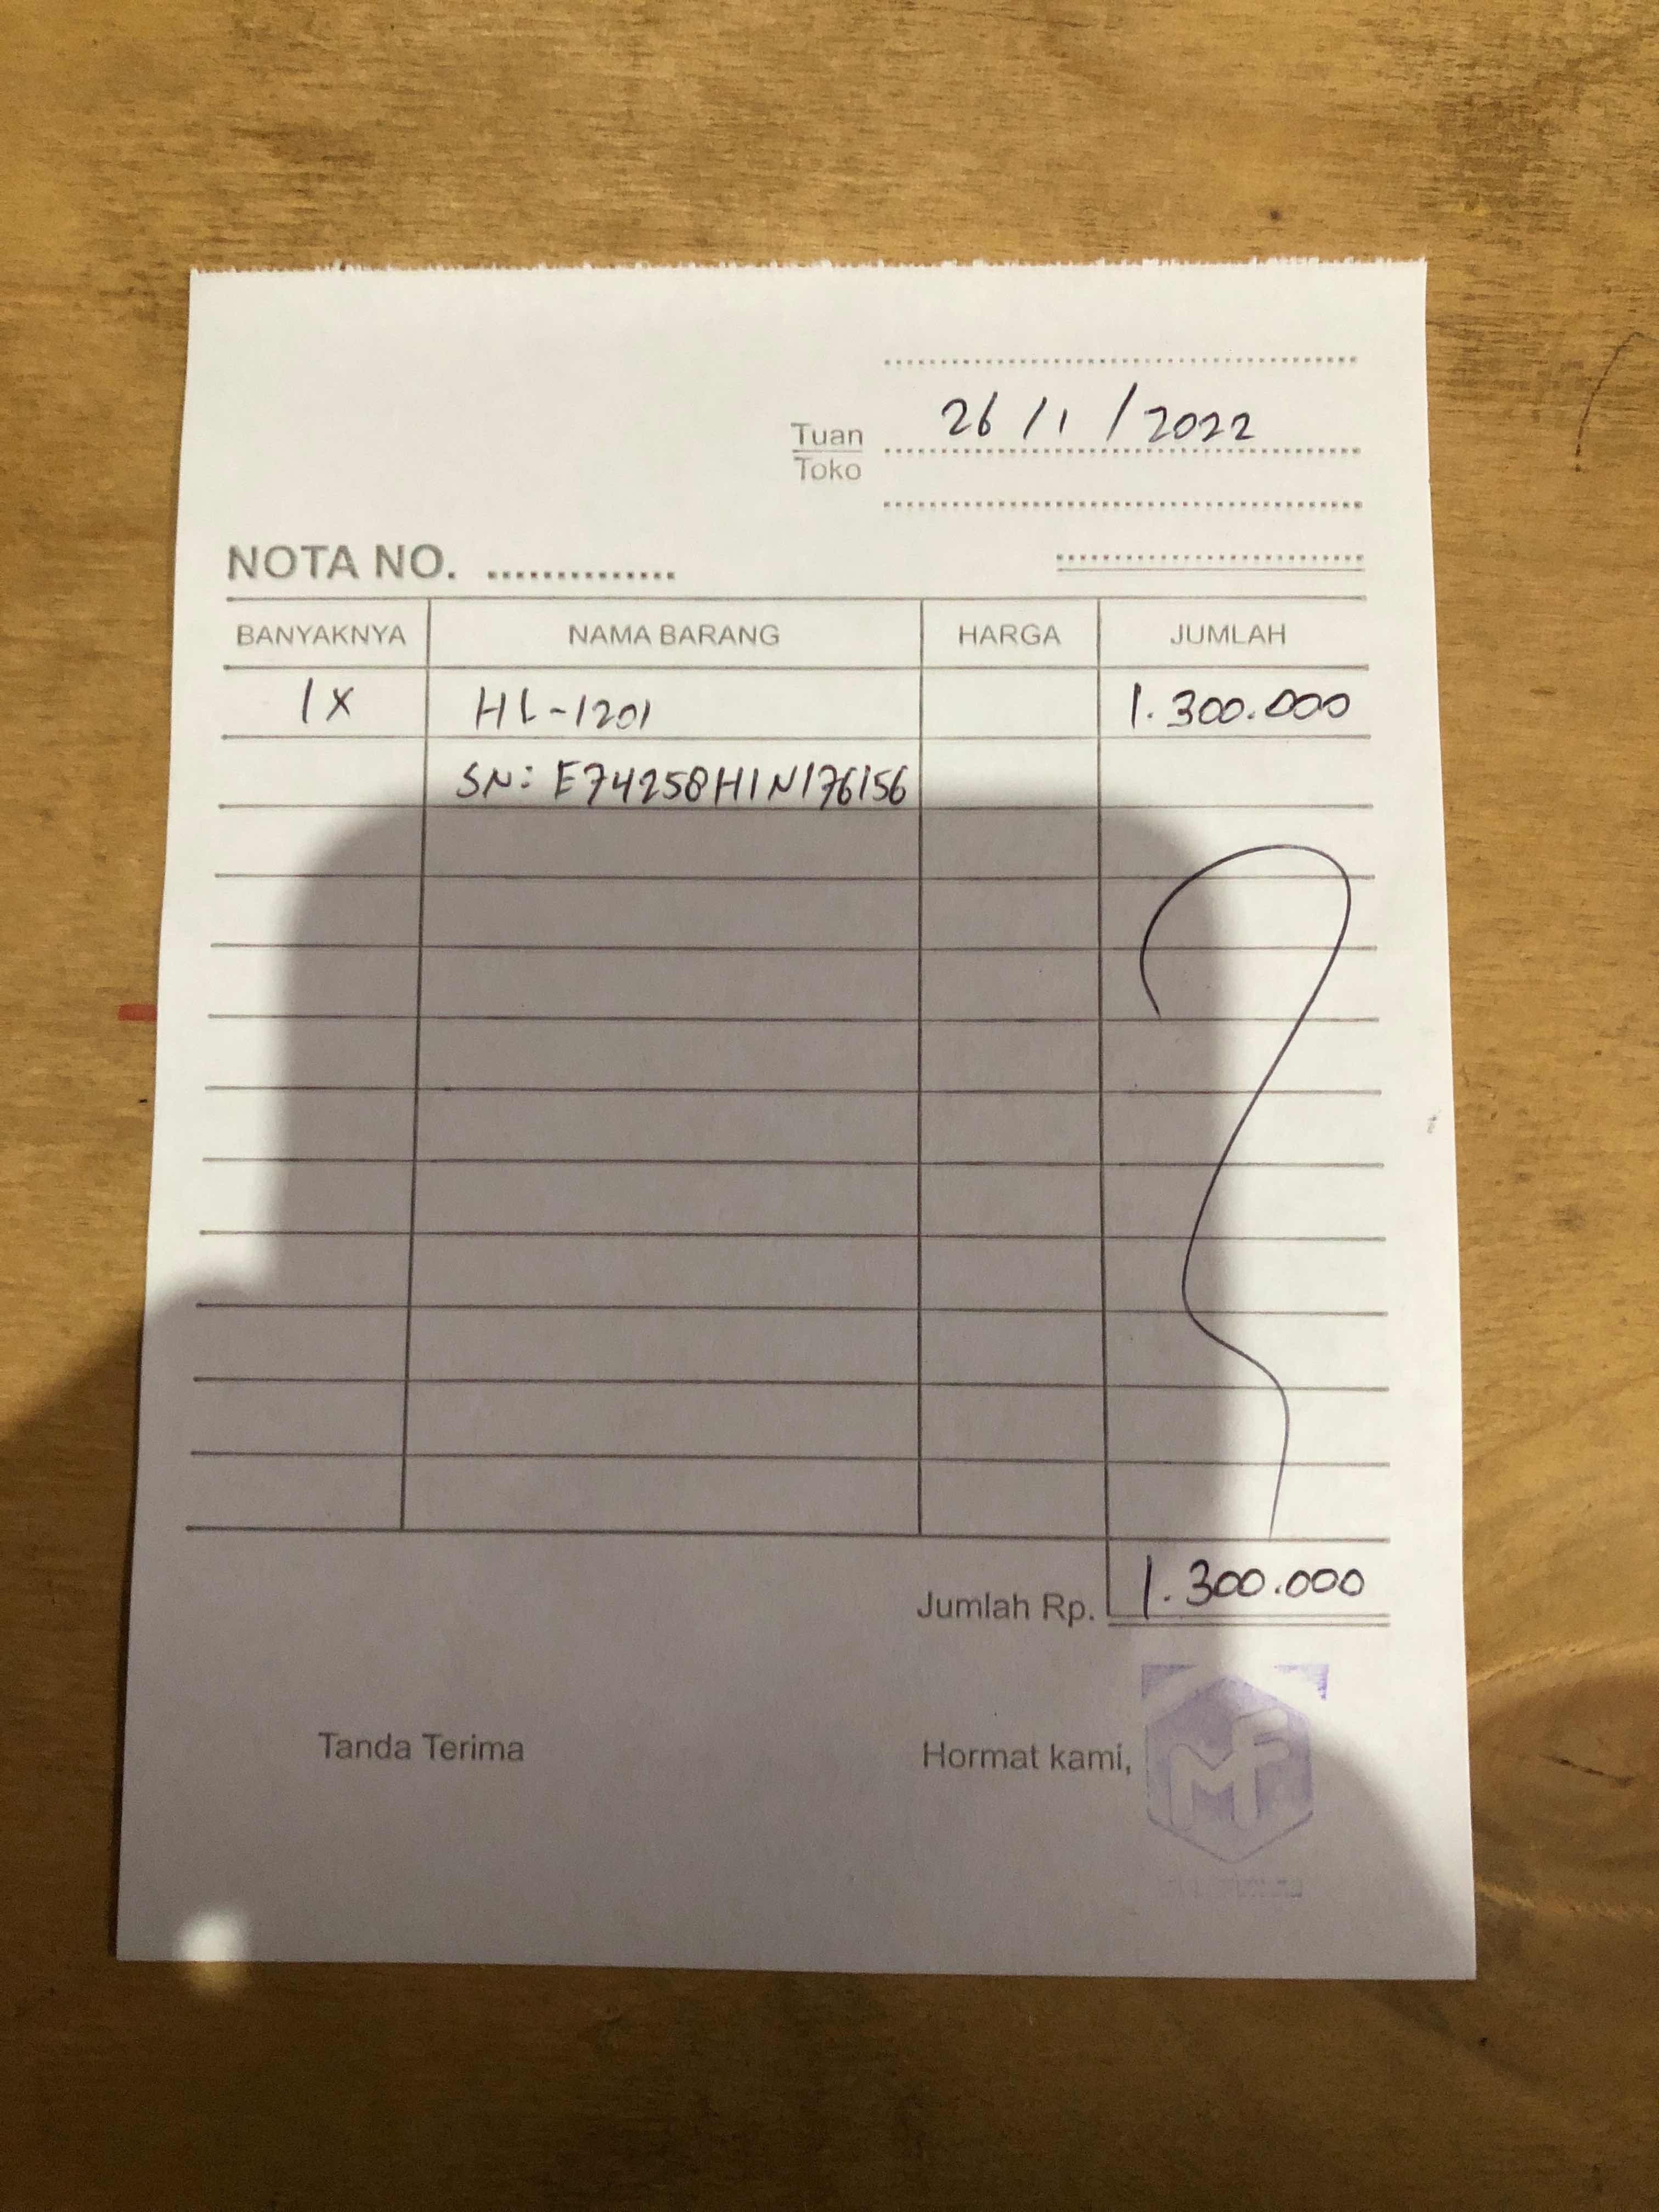 26/1/2022
Tuan
Toko
NOTA NO. ..............
BANYAKNYA NAMA BARANG HARGA JUMLAH
1X HL-1201 1.300.000
SN: E74258H1N176156
Jumlah Rp. 1.300.000
Tanda Terima Hormat kami,
MF